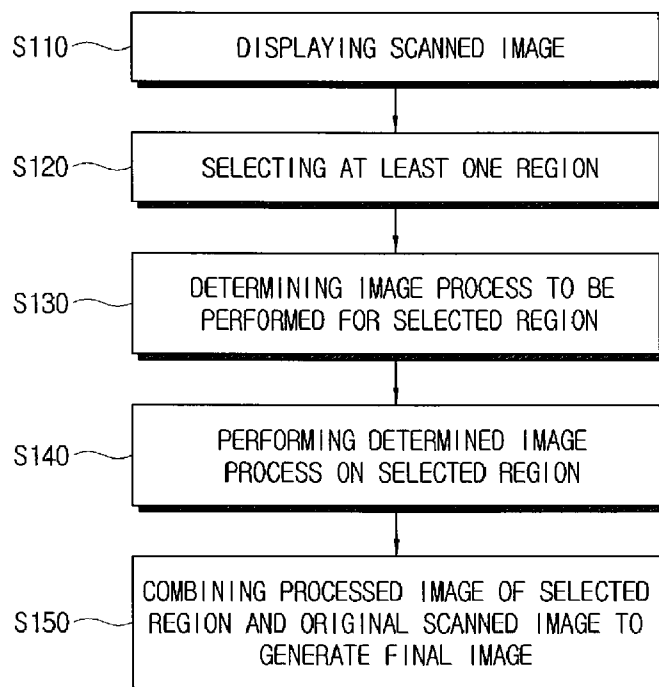 S110
DISPLAYING SCANNED IMAGE
S120
SELECTING AT LEAST ONE REGION
S130
DETERMINING IMAGE PROCESS TO BE
PERFORMED FOR SELECTED REGION
S140
PERFORMING DETERMINED IMAGE
PROCESS ON SELECTED REGION
S150
COMBINING PROCESSED IMAGE OF SELECTED
REGION AND ORIGINAL SCANNED IMAGE TO
GENERATE FINAL IMAGE